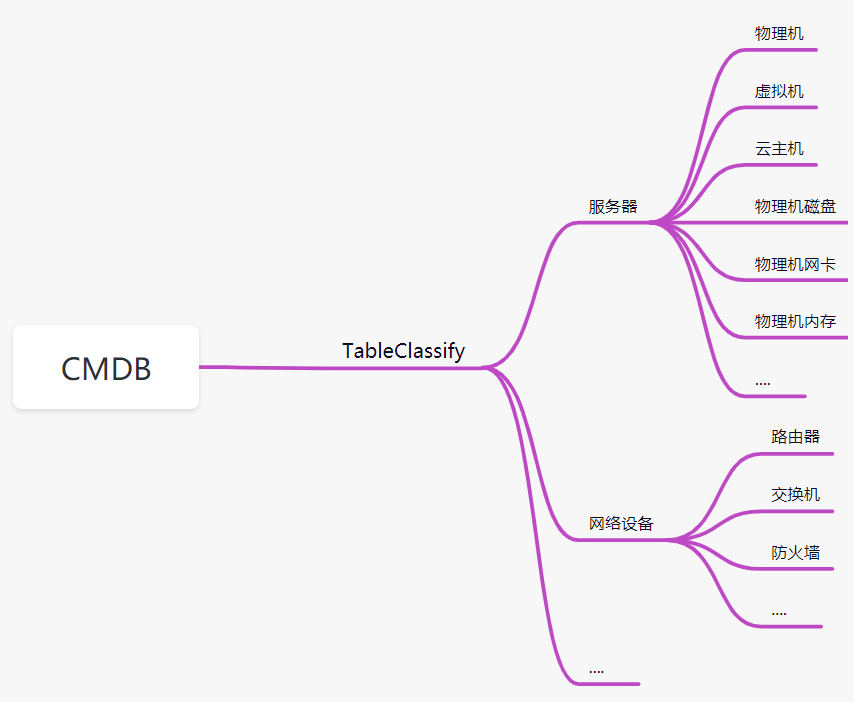 CMDB
TableClassify
服务器
物理机
虚拟机
云主机
物理机磁盘
物理机网卡
物理机内存
....
网络设备
路由器
交换机
防火墙
....
....